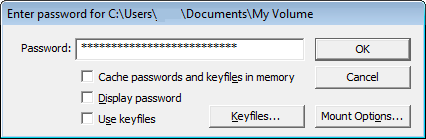 Enter password for C:\Users\ \Documents\My Volume
Password: **************************
OK
Cache passwords and keyfiles in memory
Cancel
Display password
Use keyfiles
Keyfiles...
Mount Options...